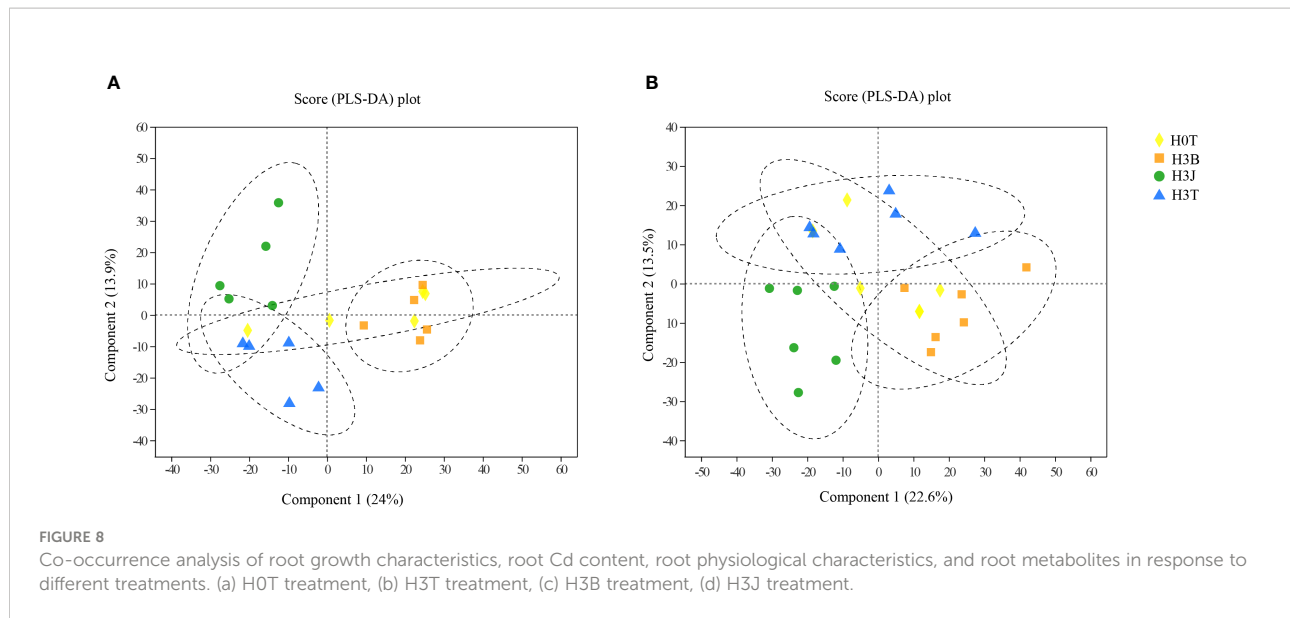 A
Score (PLS-DA) plot
60
50
40
30
20
10
0
-10
-20
-30
-40
Component 2 (13.9%)
-40 -30 -20 -10 0 10 20 30 40 50 60
Component 1 (24%)
B
Score (PLS-DA) plot
40
30
20
10
0
-10
-20
-30
-40
Component 2 (13.5%)
-50 -40 -30 -20 -10 0 10 20 30 40 50 60
Component 1 (22.6%)
H0T
H3B
H3J
H3T
FIGURE 8
Co-occurrence analysis of root growth characteristics, root Cd content, root physiological characteristics, and root metabolites in response to
different treatments. (a) H0T treatment, (b) H3T treatment, (c) H3B treatment, (d) H3J treatment.